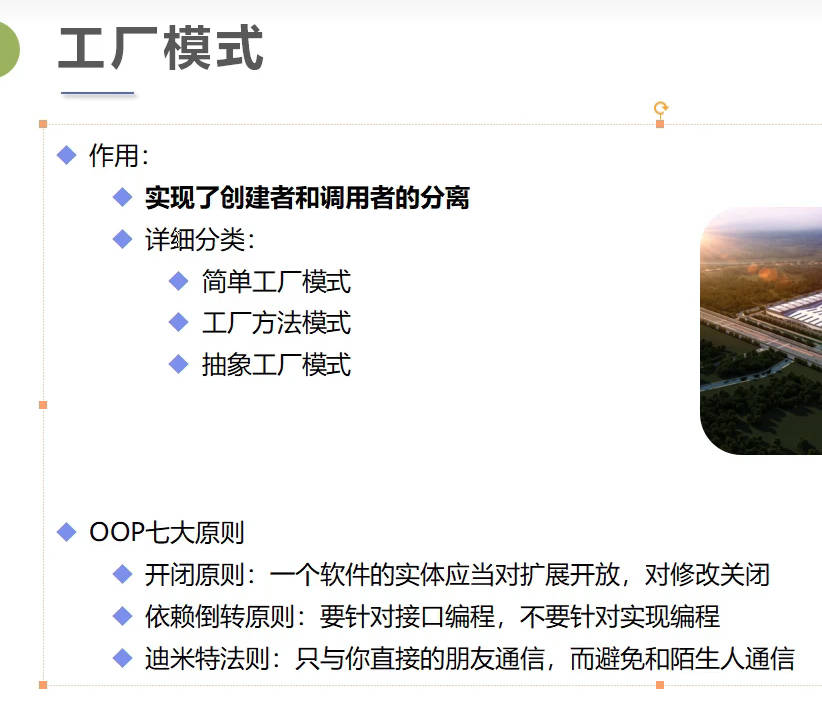 工厂模式
作用：
实现了创建者和调用者的分离
详细分类：
简单工厂模式
工厂方法模式
抽象工厂模式
OOP七大原则
开闭原则：一个软件的实体应当对扩展开放，对修改关闭
依赖倒转原则：要针对接口编程，不要针对实现编程
迪米特法则：只与你直接的朋友通信，而避免和陌生人通信